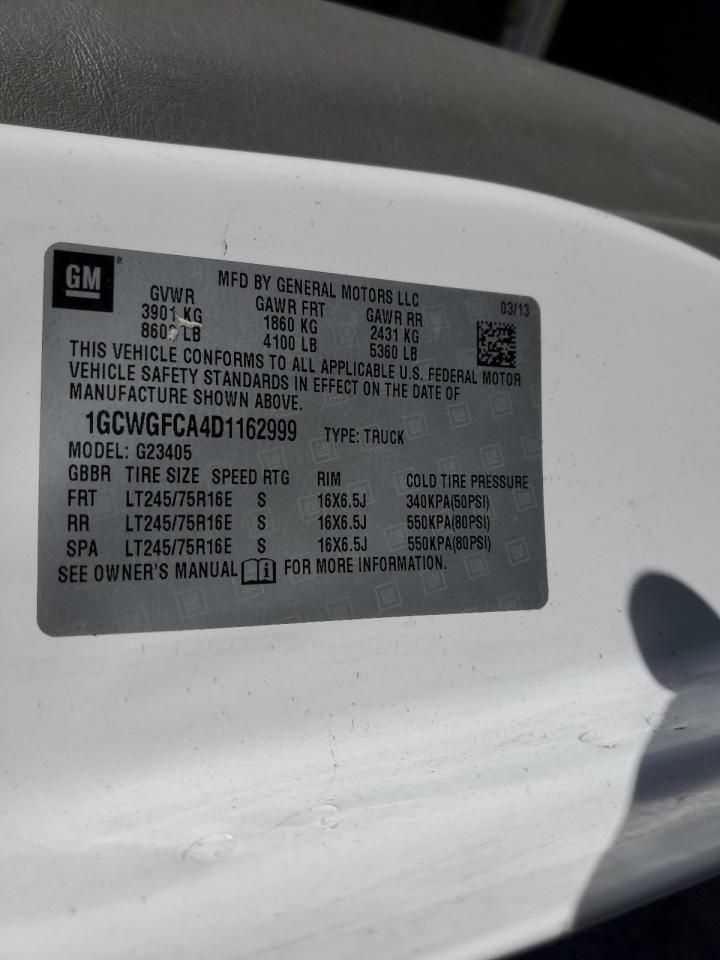 GM®
MFD BY GENERAL MOTORS LLC
03/13
GVWR GAWR FRT GAWR RR
3901 KG 1860 KG 2431 KG
8600 LB 4100 LB 5360 LB
THIS VEHICLE CONFORMS TO ALL APPLICABLE U.S. FEDERAL MOTOR
VEHICLE SAFETY STANDARDS IN EFFECT ON THE DATE OF
MANUFACTURE SHOWN ABOVE.
1GCWGFCA4D1162999 TYPE: TRUCK
MODEL: G23405
GBBR TIRE SIZE SPEED RTG RIM COLD TIRE PRESSURE
FRT LT245/75R16E S 16X6.5J 340KPA(50PSI)
RR LT245/75R16E S 16X6.5J 550KPA(80PSI)
SPA LT245/75R16E S 16X6.5J 550KPA(80PSI)
SEE OWNER'S MANUAL FOR MORE INFORMATION.